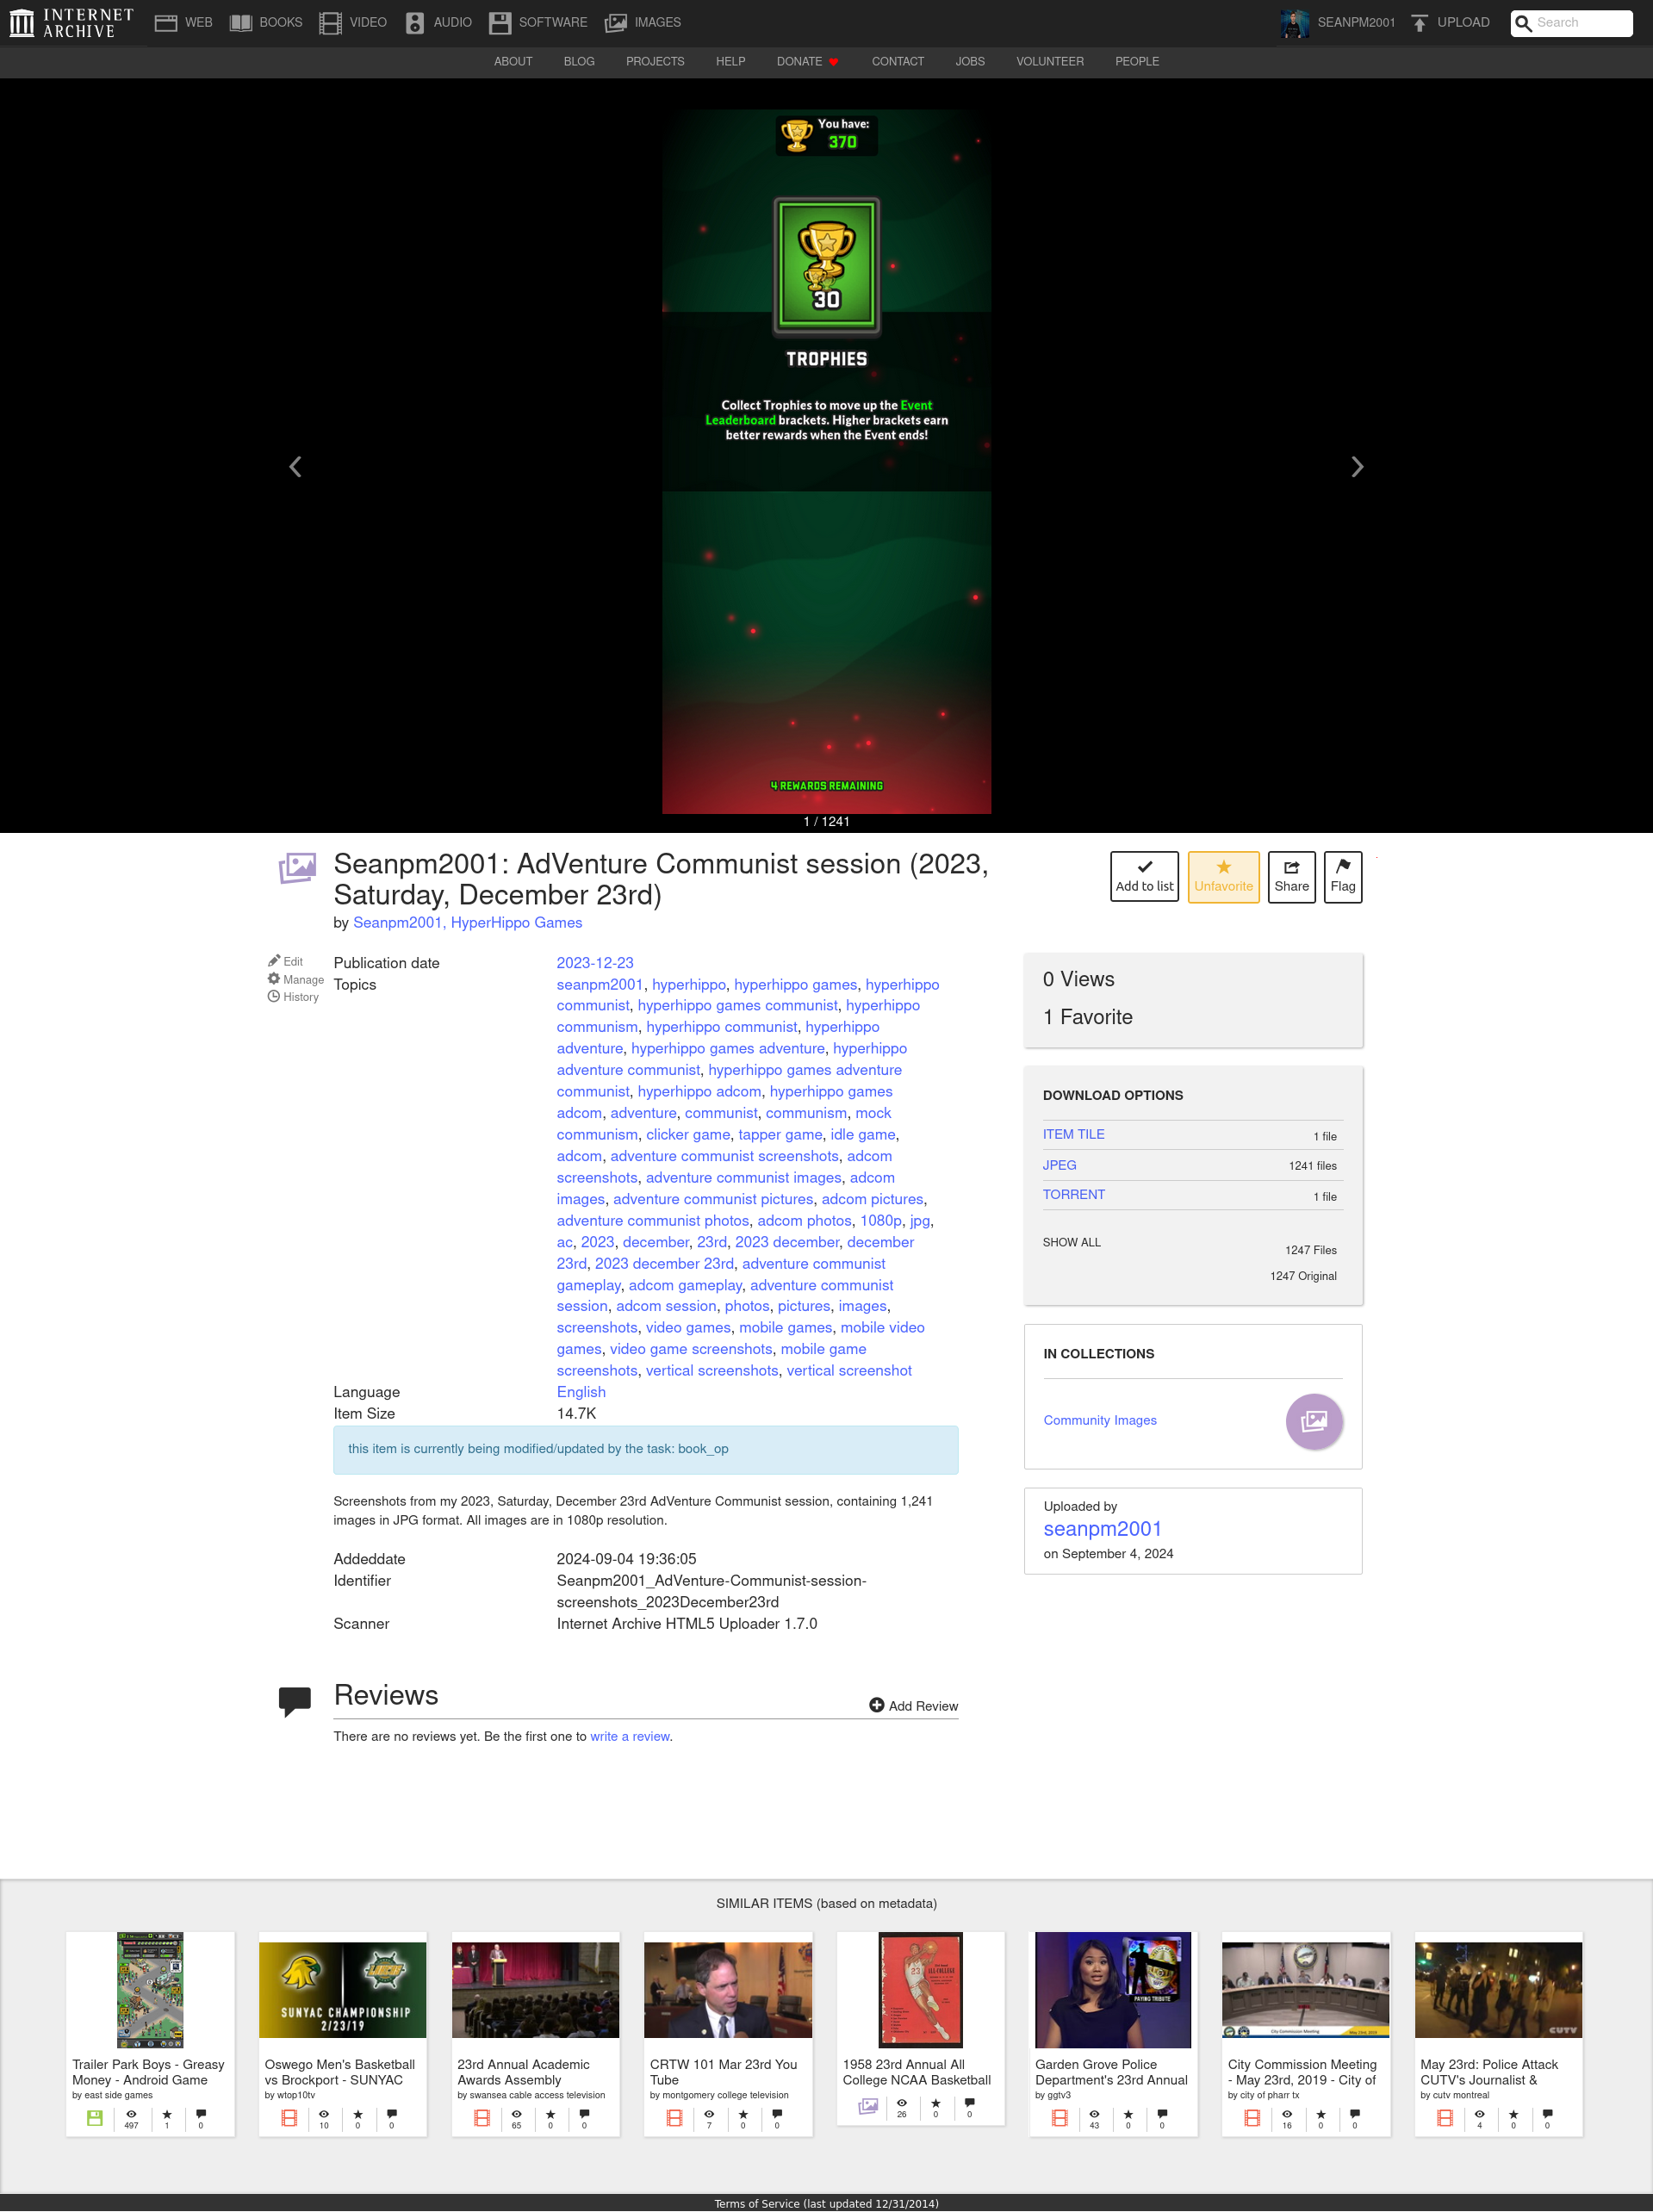 INTERNET
ARCHIVE
WEB
BOOKS
VIDEO
AUDIO
SOFTWARE
IMAGES
SEANPM2001
UPLOAD
Search
ABOUT
BLOG
PROJECTS
HELP
DONATE
CONTACT
JOBS
VOLUNTEER
PEOPLE
You have:
370
30
TROPHIES
Collect Trophies to move up the Event
Leaderboard brackets. Higher brackets earn
better rewards when the Event ends!
4 REWARDS REMAINING
1 / 1241
Seanpm2001: AdVenture Communist session (2023,
Saturday, December 23rd)
by Seanpm2001, HyperHippo Games
Add to list
Unfavorite
Share
Flag
Edit
Manage
History
Publication date 2023-12-23
Topics seanpm2001, hyperhippo, hyperhippo games, hyperhippo
communist, hyperhippo games communist, hyperhippo
communism, hyperhippo communist, hyperhippo
adventure, hyperhippo games adventure, hyperhippo
adventure communist, hyperhippo games adventure
communist, hyperhippo adcom, hyperhippo games
adcom, adventure, communist, communism, mock
communism, clicker game, tapper game, idle game,
adcom, adventure communist screenshots, adcom
screenshots, adventure communist images, adcom
images, adventure communist pictures, adcom pictures,
adventure communist photos, adcom photos, 1080p, jpg,
ac, 2023, december, 23rd, 2023 december, december
23rd, 2023 december 23rd, adventure communist
gameplay, adcom gameplay, adventure communist
session, adcom session, photos, pictures, images,
screenshots, video games, mobile games, mobile video
games, video game screenshots, mobile game
screenshots, vertical screenshots, vertical screenshot
Language English
Item Size 14.7K
this item is currently being modified/updated by the task: book_op
Screenshots from my 2023, Saturday, December 23rd AdVenture Communist session, containing 1,241
images in JPG format. All images are in 1080p resolution.
Addeddate 2024-09-04 19:36:05
Identifier Seanpm2001_AdVenture-Communist-session-
screenshots_2023December23rd
Scanner Internet Archive HTML5 Uploader 1.7.0
Reviews
Add Review
There are no reviews yet. Be the first one to write a review.
0 Views
1 Favorite
DOWNLOAD OPTIONS
ITEM TILE 1 file
JPEG 1241 files
TORRENT 1 file
SHOW ALL
1247 Files
1247 Original
IN COLLECTIONS
Community Images
Uploaded by
seanpm2001
on September 4, 2024
SIMILAR ITEMS (based on metadata)
Trailer Park Boys - Greasy
Money - Android Game
by east side games
497 1 0
SUNYAC CHAMPIONSHIP
2/23/19
Oswego Men's Basketball
vs Brockport - SUNYAC
by wtop10tv
10 0 0
23rd Annual Academic
Awards Assembly
by swansea cable access television
65 0 0
CRTW 101 Mar 23rd You
Tube
by montgomery college television
7 0 0
23
1958 23rd Annual All
College NCAA Basketball
26 0 0
PAYING TRIBUTE
Garden Grove Police
Department's 23rd Annual
by ggtv3
43 0 0
City Commission Meeting
City Commission Meeting
- May 23rd, 2019 - City of
by city of pharr tx
16 0 0
CUTV
May 23rd: Police Attack
CUTV's Journalist &
by cutv montreal
4 0 0
Terms of Service (last updated 12/31/2014)